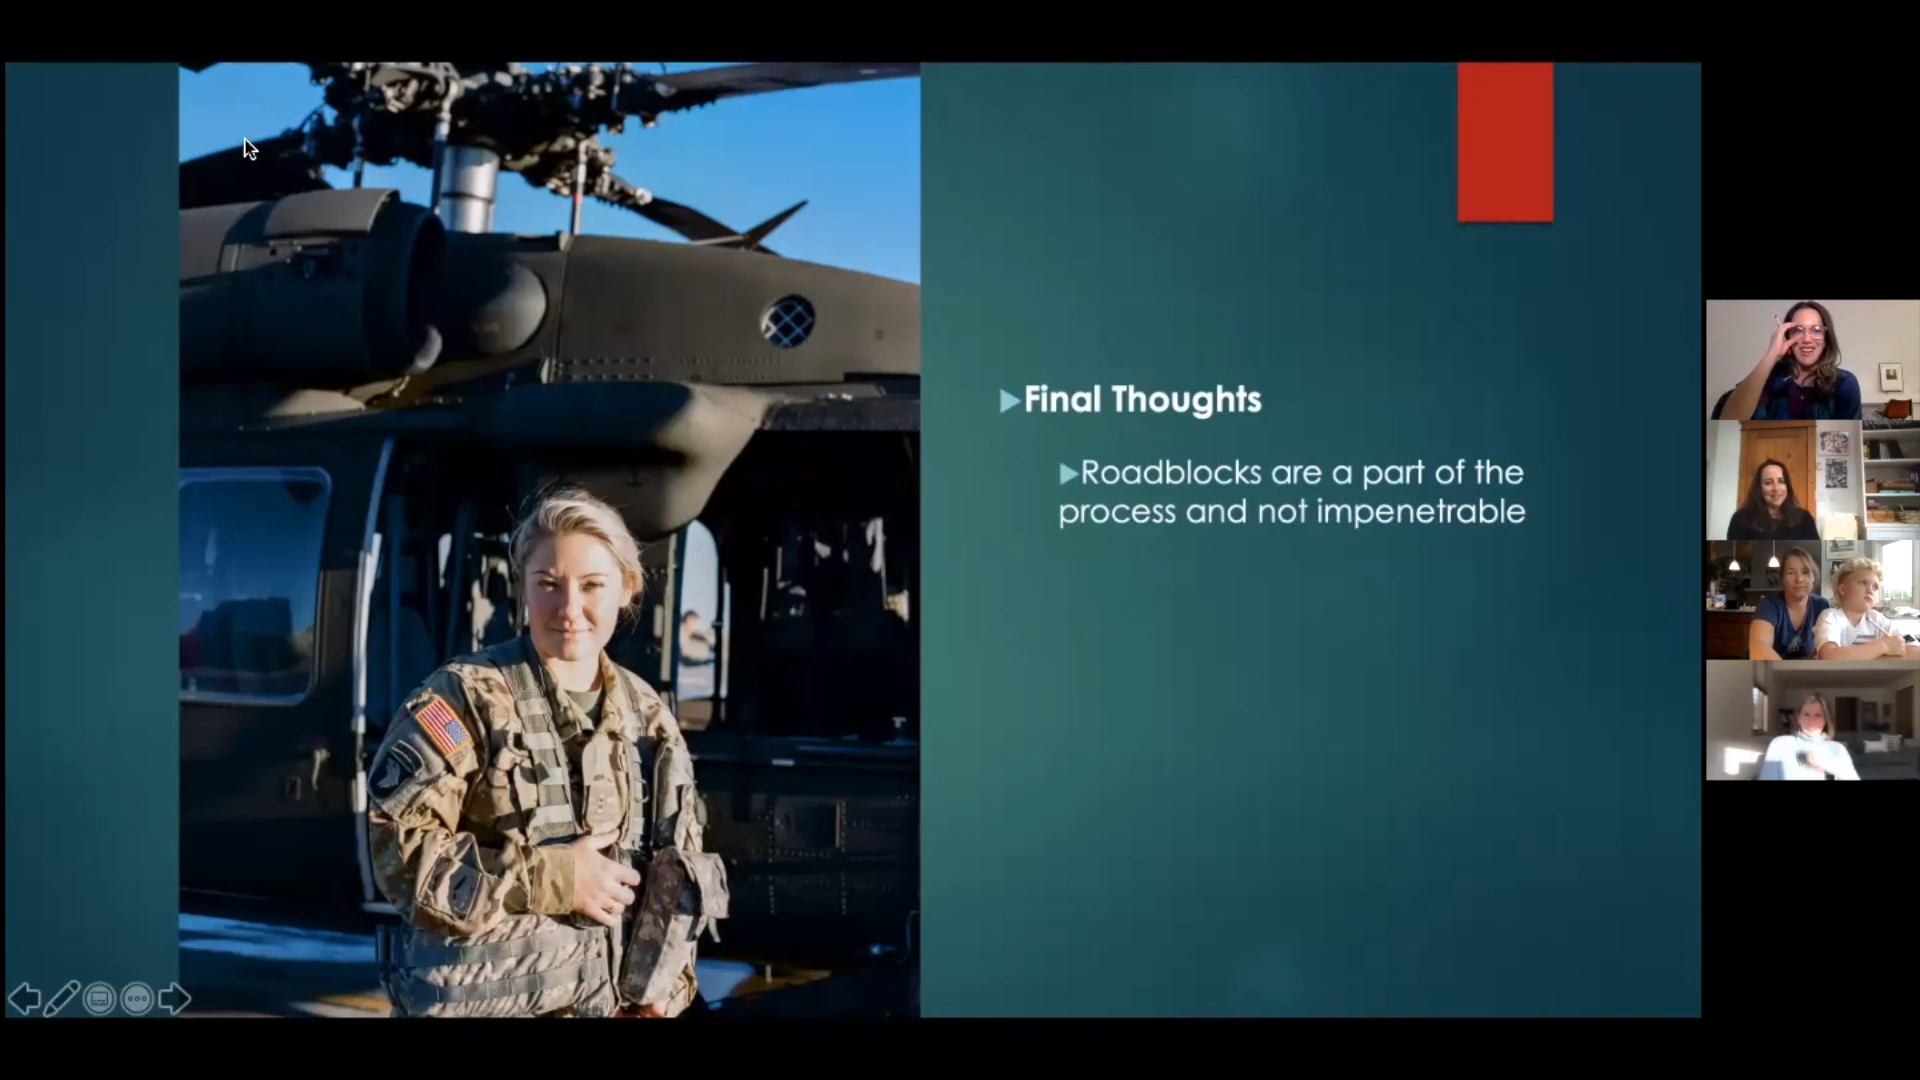 Final Thoughts
Roadblocks are a part of the
process and not impenetrable